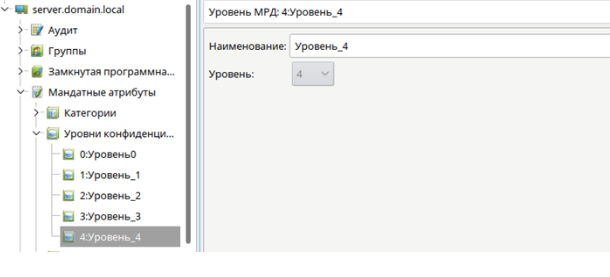 server.domain.local
Аудит
Группы
Замкнутая программна...
Мандатные атрибуты
Категории
Уровни конфиденци...
0:Уровень0
1:Уровень_1
2:Уровень_2
3:Уровень_3
4:Уровень_4
Уровень МРД: 4:Уровень_4
Наименование: Уровень_4
Уровень: 4